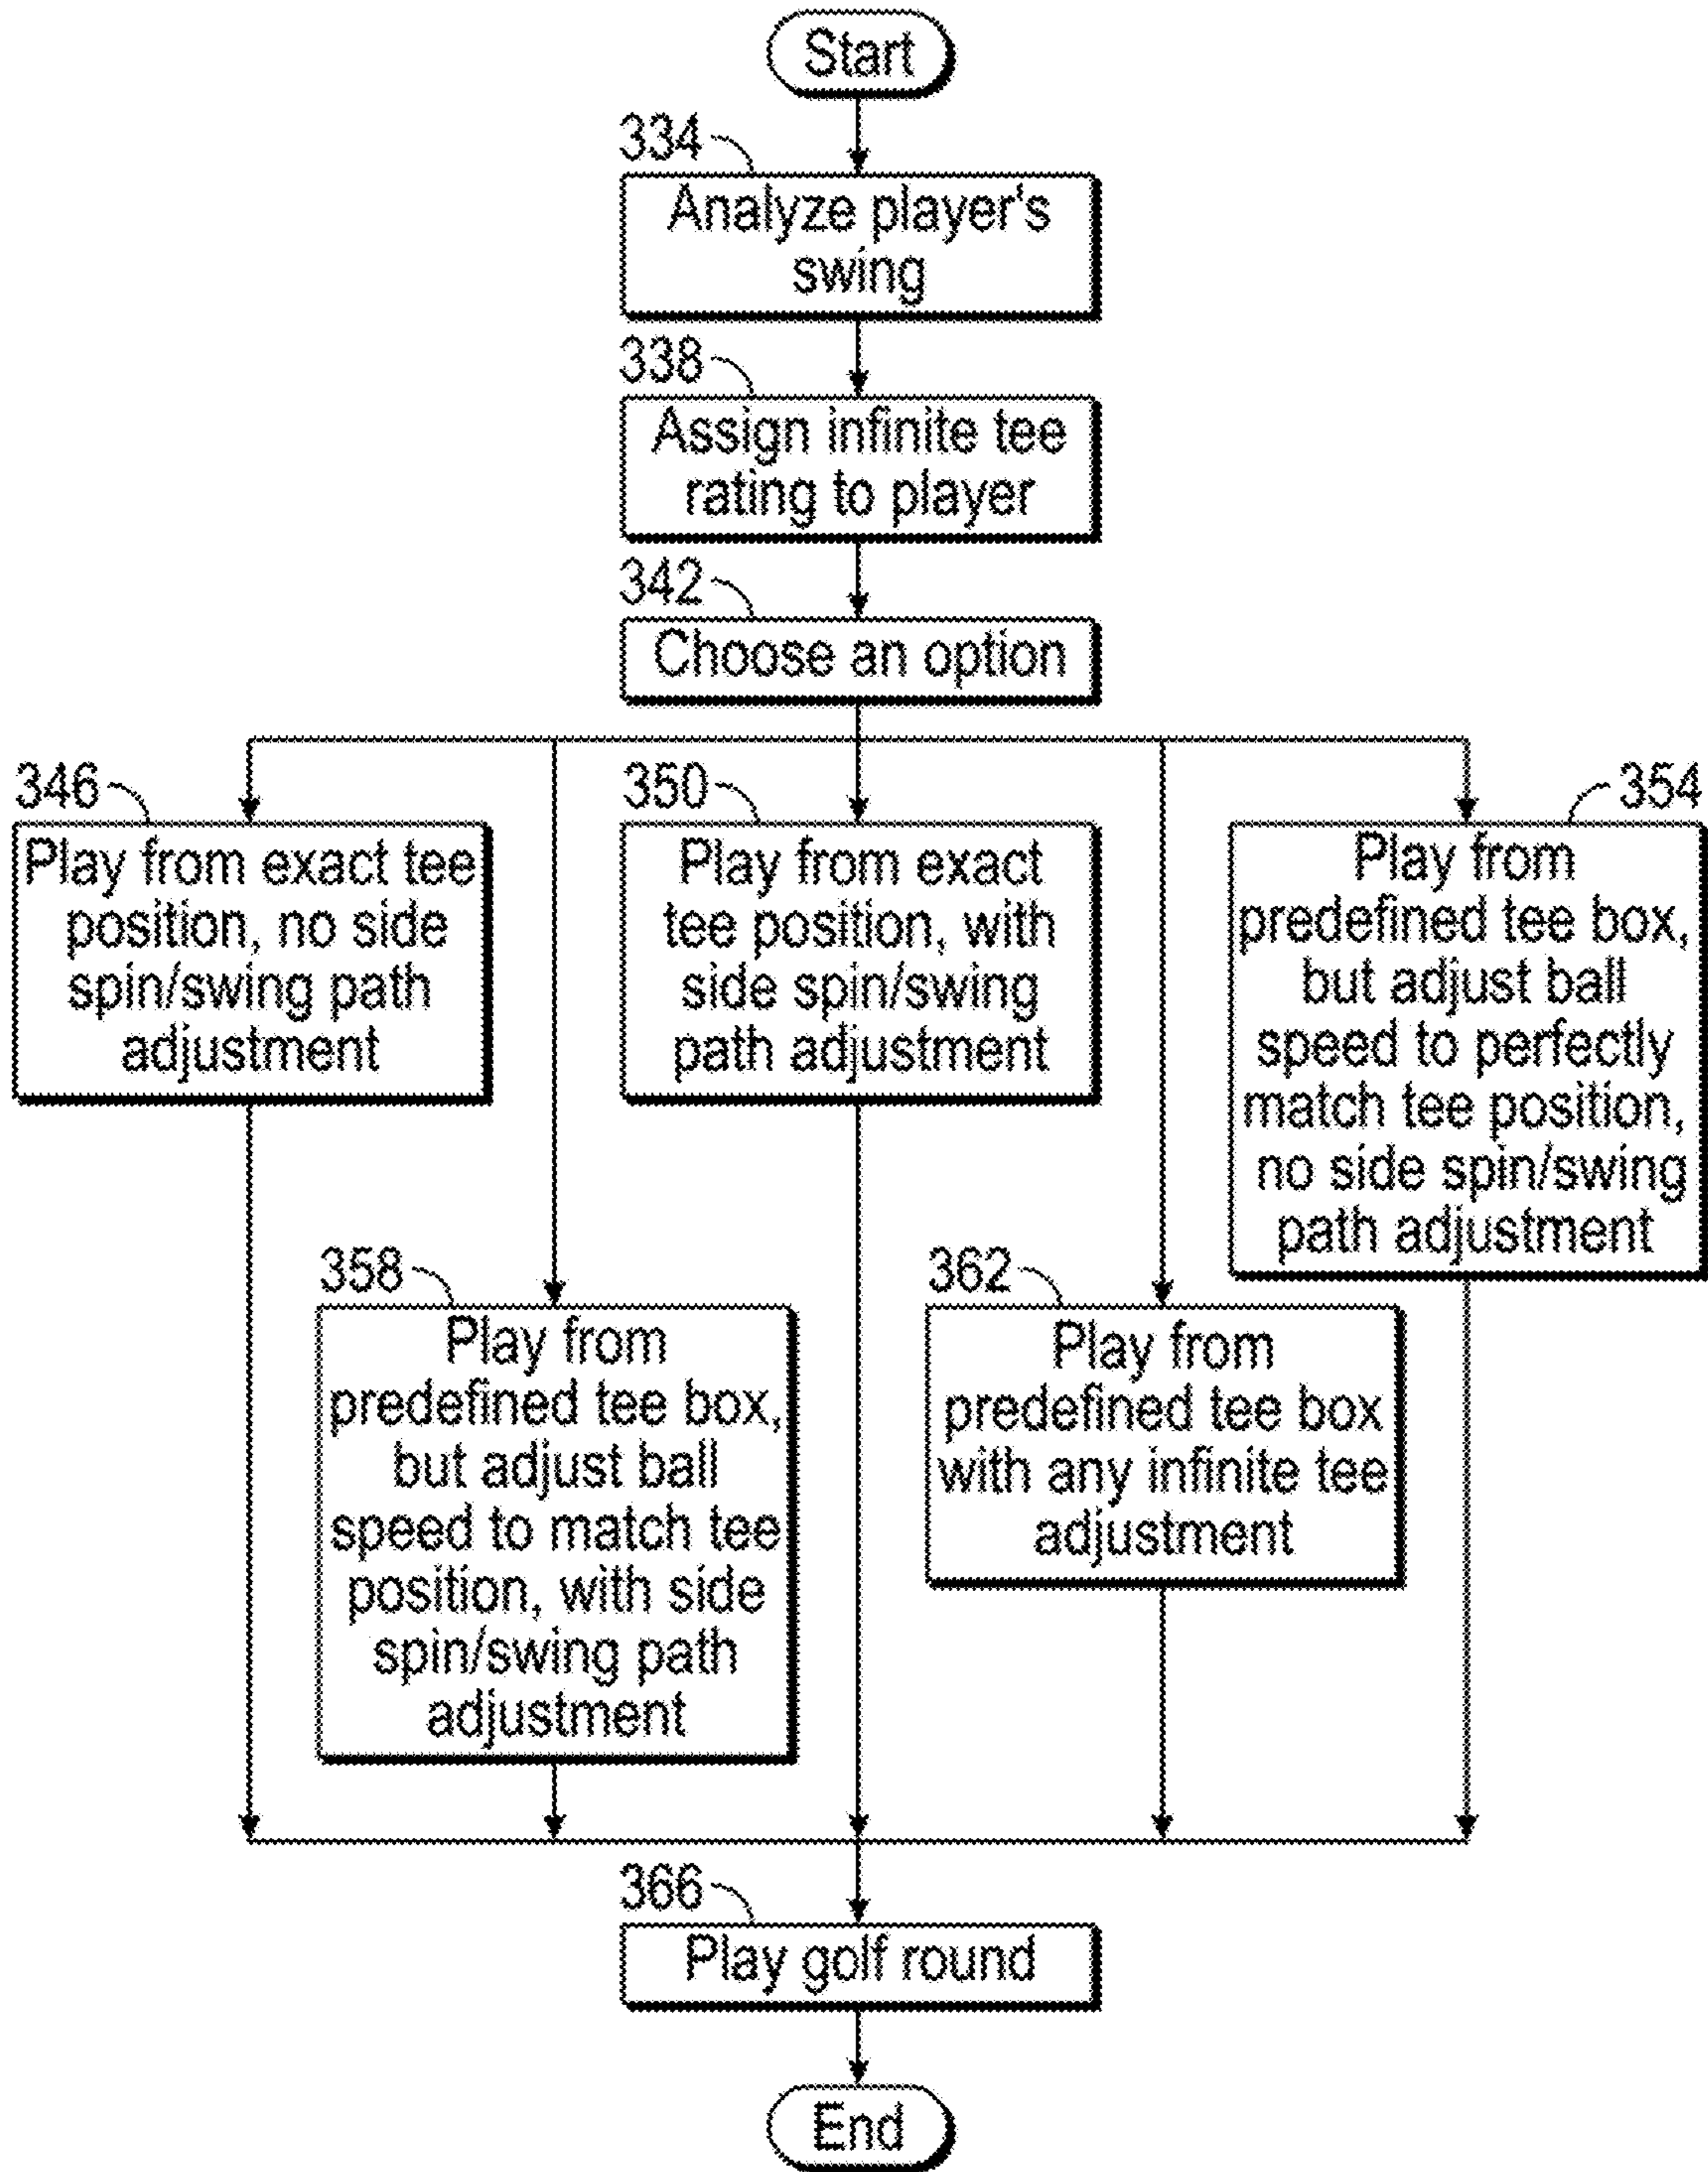 Start
334
Analyze player's
swing
338
Assign infinite tee
rating to player
342
Choose an option
346
Play from exact tee
position, no side
spin/swing path
adjustment
350
Play from exact
tee position, with
side spin/swing
path adjustment
354
Play from
predefined tee box,
but adjust ball
speed to perfectly
match tee position,
no side spin/swing
path adjustment
358
Play from
predefined tee box,
but adjust ball
speed to match tee
position, with side
spin/swing path
adjustment
362
Play from
predefined tee box
with any infinite tee
adjustment
366
Play golf round
End